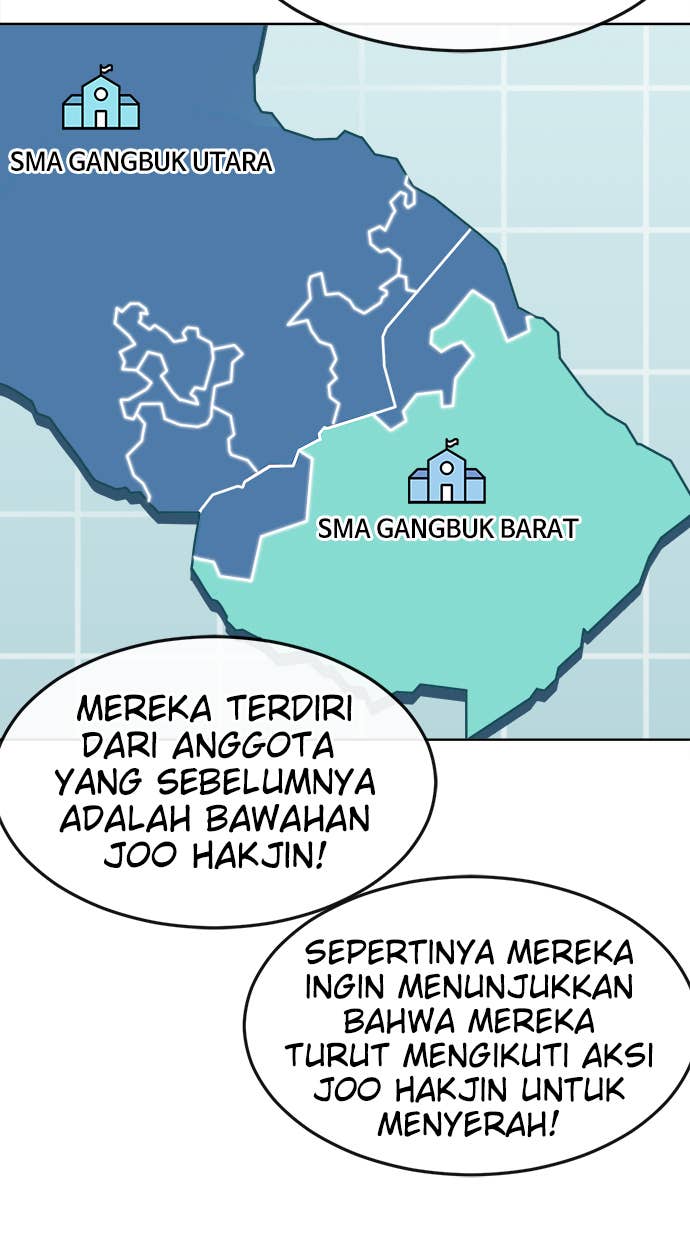 SMA GANGBUK UTARA
SMA GANGBUK BARAT
MEREKA TERDIRI
DARI ANGGOTA
YANG SEBELUMNYA
ADALAH BAWAHAN
JOO HAKJIN!
SEPERTINYA MEREKA
INGIN MENUNJUKKAN
BAHWA MEREKA
TURUT MENGIKUTI AKSI
JOO HAKJIN UNTUK
MENYERAH!